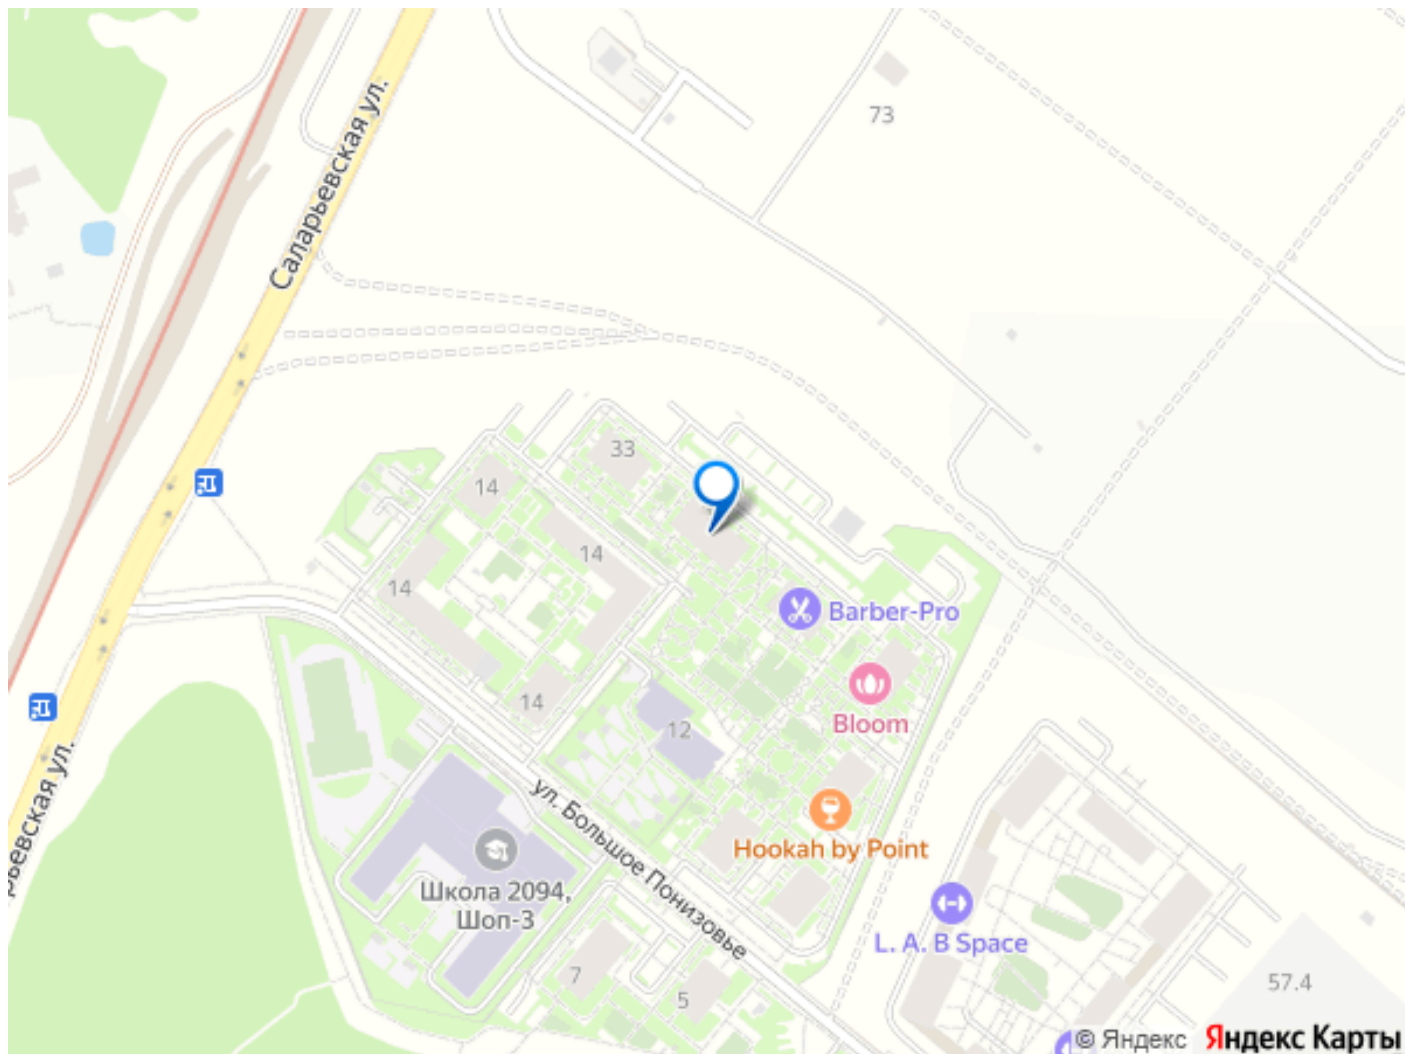 73
Саларьевская ул.
33
14
14
14
Barber-Pro
14
12
Bloom
ул. Большое Понизовье
рьевская ул.
Hookah by Point
Школа 2094,
Шоп-3
L. A. B Space
7
5
57.4
© Яндекс Яндекс Карты